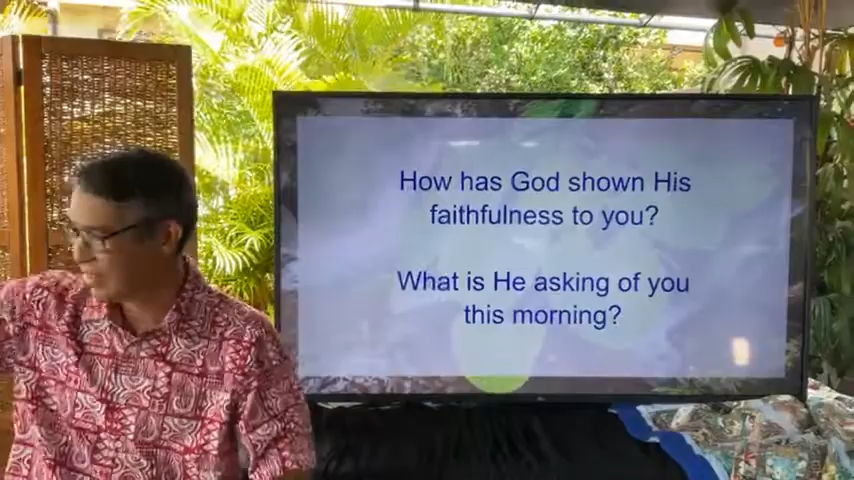 How has God shown His
faithfulness to you?
What is He asking of you
this morning?